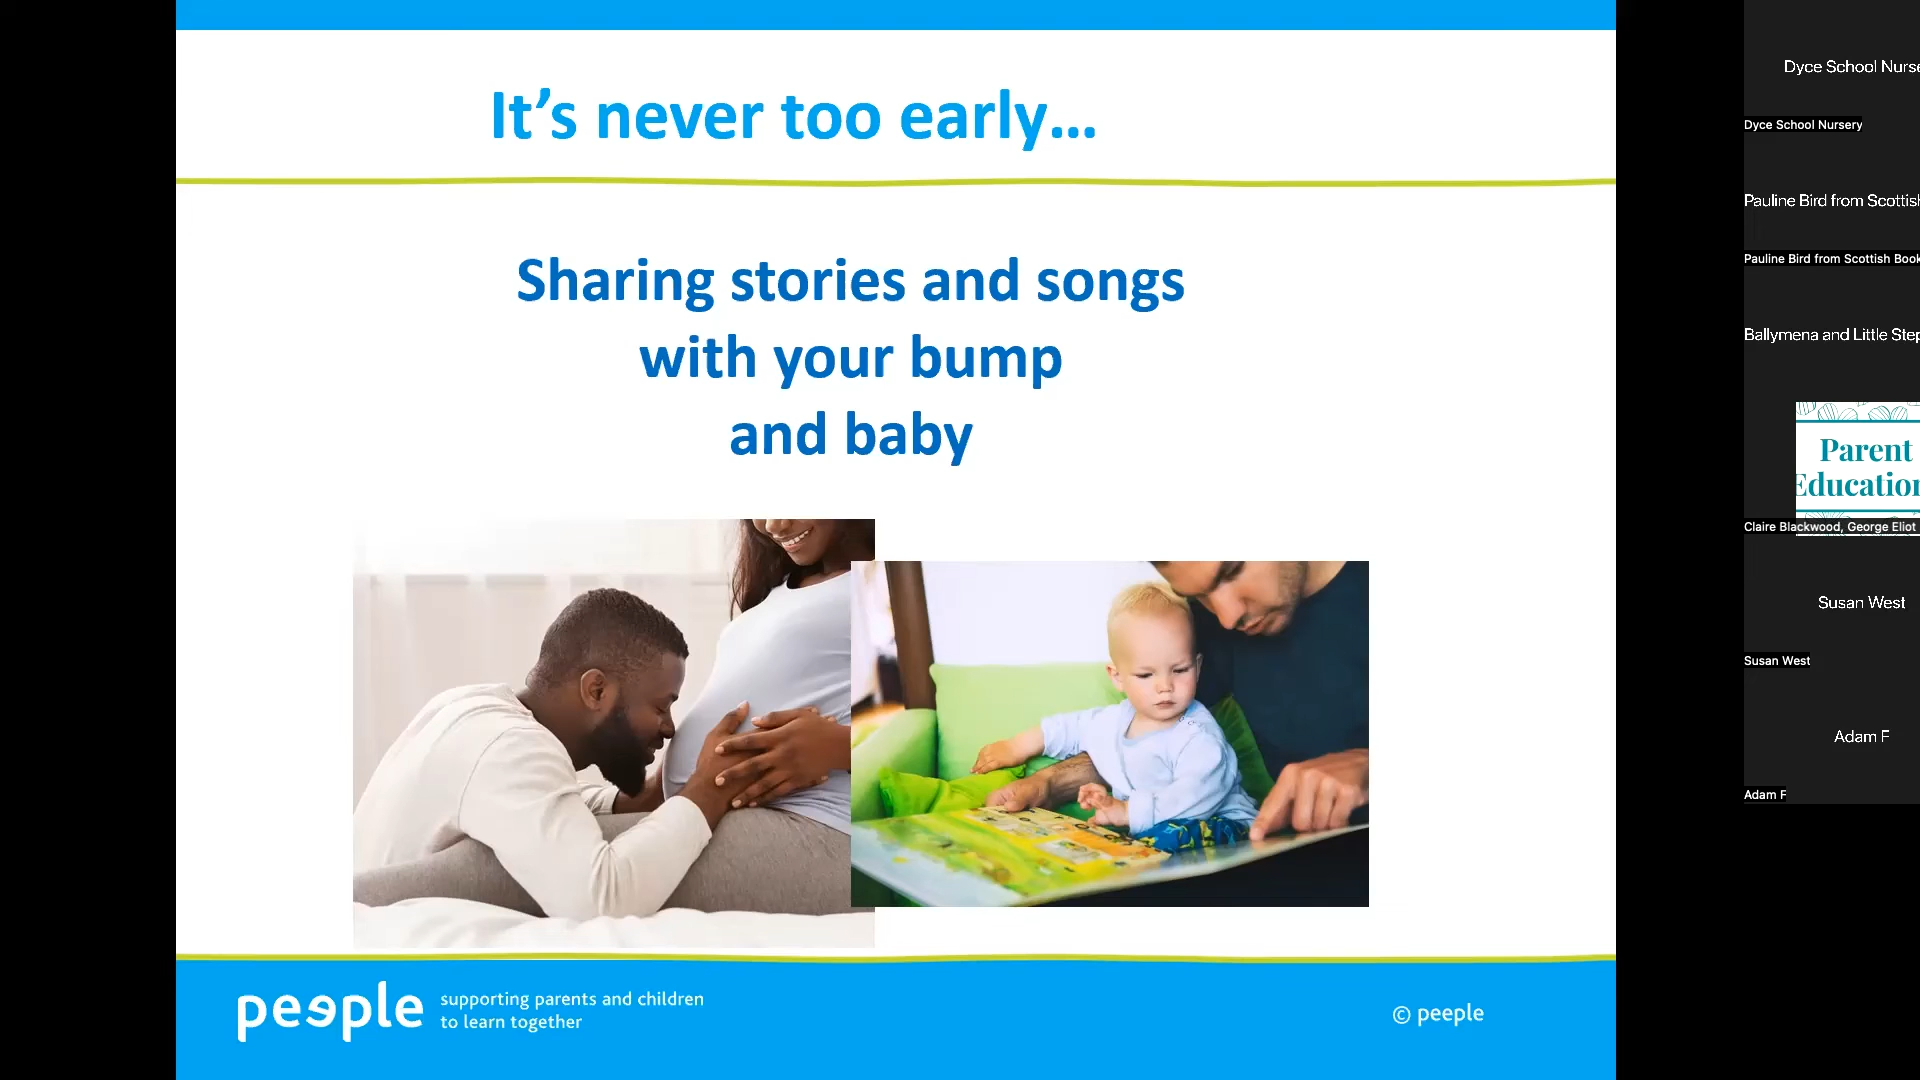 It’s never too early...
Sharing stories and songs
with your bump
and baby
peeple
supporting parents and children
to learn together
© peeple
Dyce School Nurse
Dyce School Nursery
Pauline Bird from Scottish
Pauline Bird from Scottish Book
Ballymena and Little Step
Parent
Education
Claire Blackwood, George Eliot
Susan West
Susan West
Adam F
Adam F